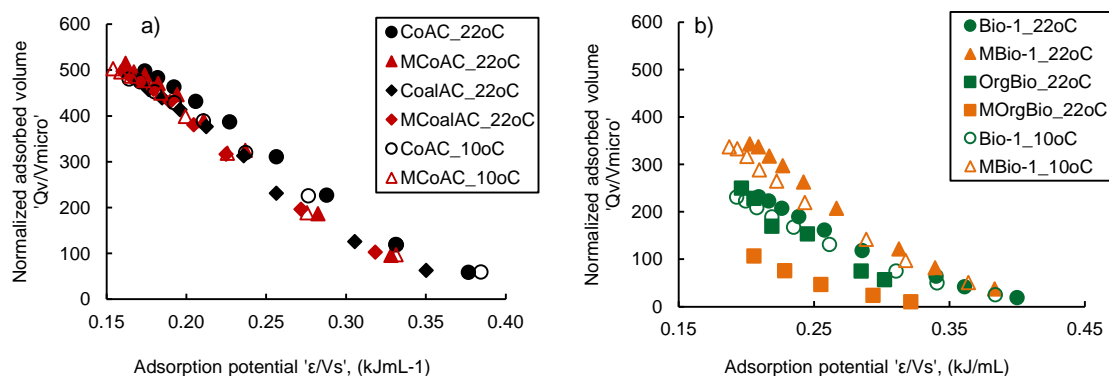 a)
Normalized adsorbed volume
'Qv/Vmicro'
600
500
400
300
200
100
0
0.15
0.20
0.25
0.30
0.35
0.40
Adsorption potential 'ε/Vs', (kJmL-1)
CoAC_22oC
MCoAC_22oC
CoalAC_22oC
MCoalAC_22oC
CoAC_10oC
MCoAC_10oC
b)
Normalized adsorbed volume
'Qv/Vmicro'
600
500
400
300
200
100
0
0.15
0.25
0.35
0.45
Adsorption potential 'ε/Vs', (kJ/mL)
Bio-1_22oC
MBio-1_22oC
OrgBio_22oC
MOrgBio_22oC
Bio-1_10oC
MBio-1_10oC